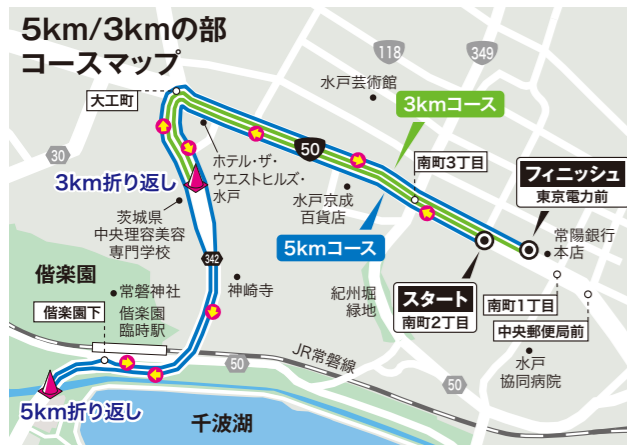 5km/3kmの部
コースマップ
118
349
水戸芸術館
大工町
3kmコース
50
30
ホテル・ザ・
ウエストヒルズ・
水戸
3km折り返し
南町3丁目
フィニッシュ
東京電力前
水戸京成
百貨店
茨城県
中央理容美容
専門学校
5kmコース
常陽銀行
本店
342
偕楽園
スタート
南町2丁目
南町1丁目
神崎寺
常磐神社
紀州堀
緑地
偕楽園下
偕楽園
臨時駅
中央郵便局前
JR常磐線
水戸
協同病院
50
50
5km折り返し
千波湖